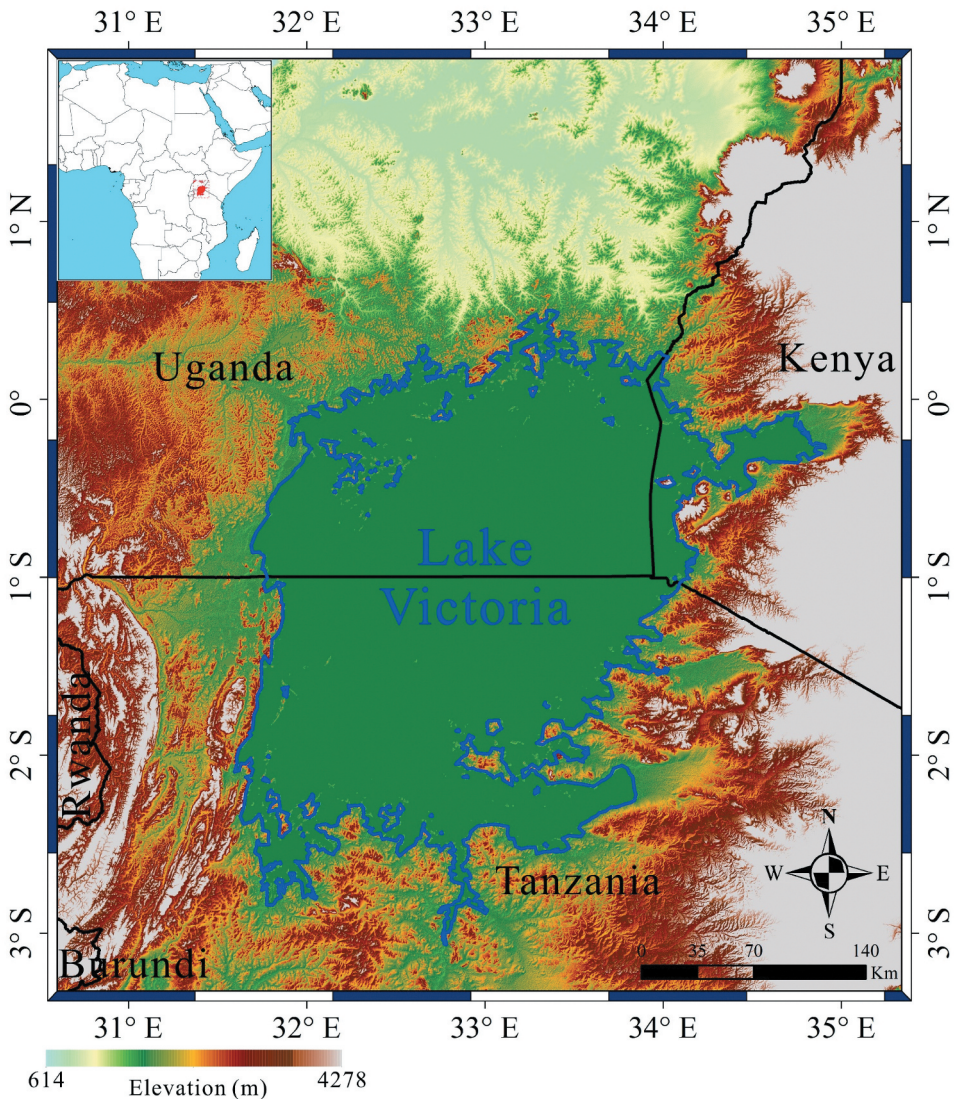 31° E 32° E 33° E 34° E 35° E
1° N
1° N
Uganda
Kenya
0°
0°
Lake
Victoria
1° S
1° S
Rwanda
2° S
2° S
Tanzania
N
W E
S
3° S
3° S
Burundi
0 35 70 140
Km
31° E 32° E 33° E 34° E 35° E
614 4278
Elevation (m)